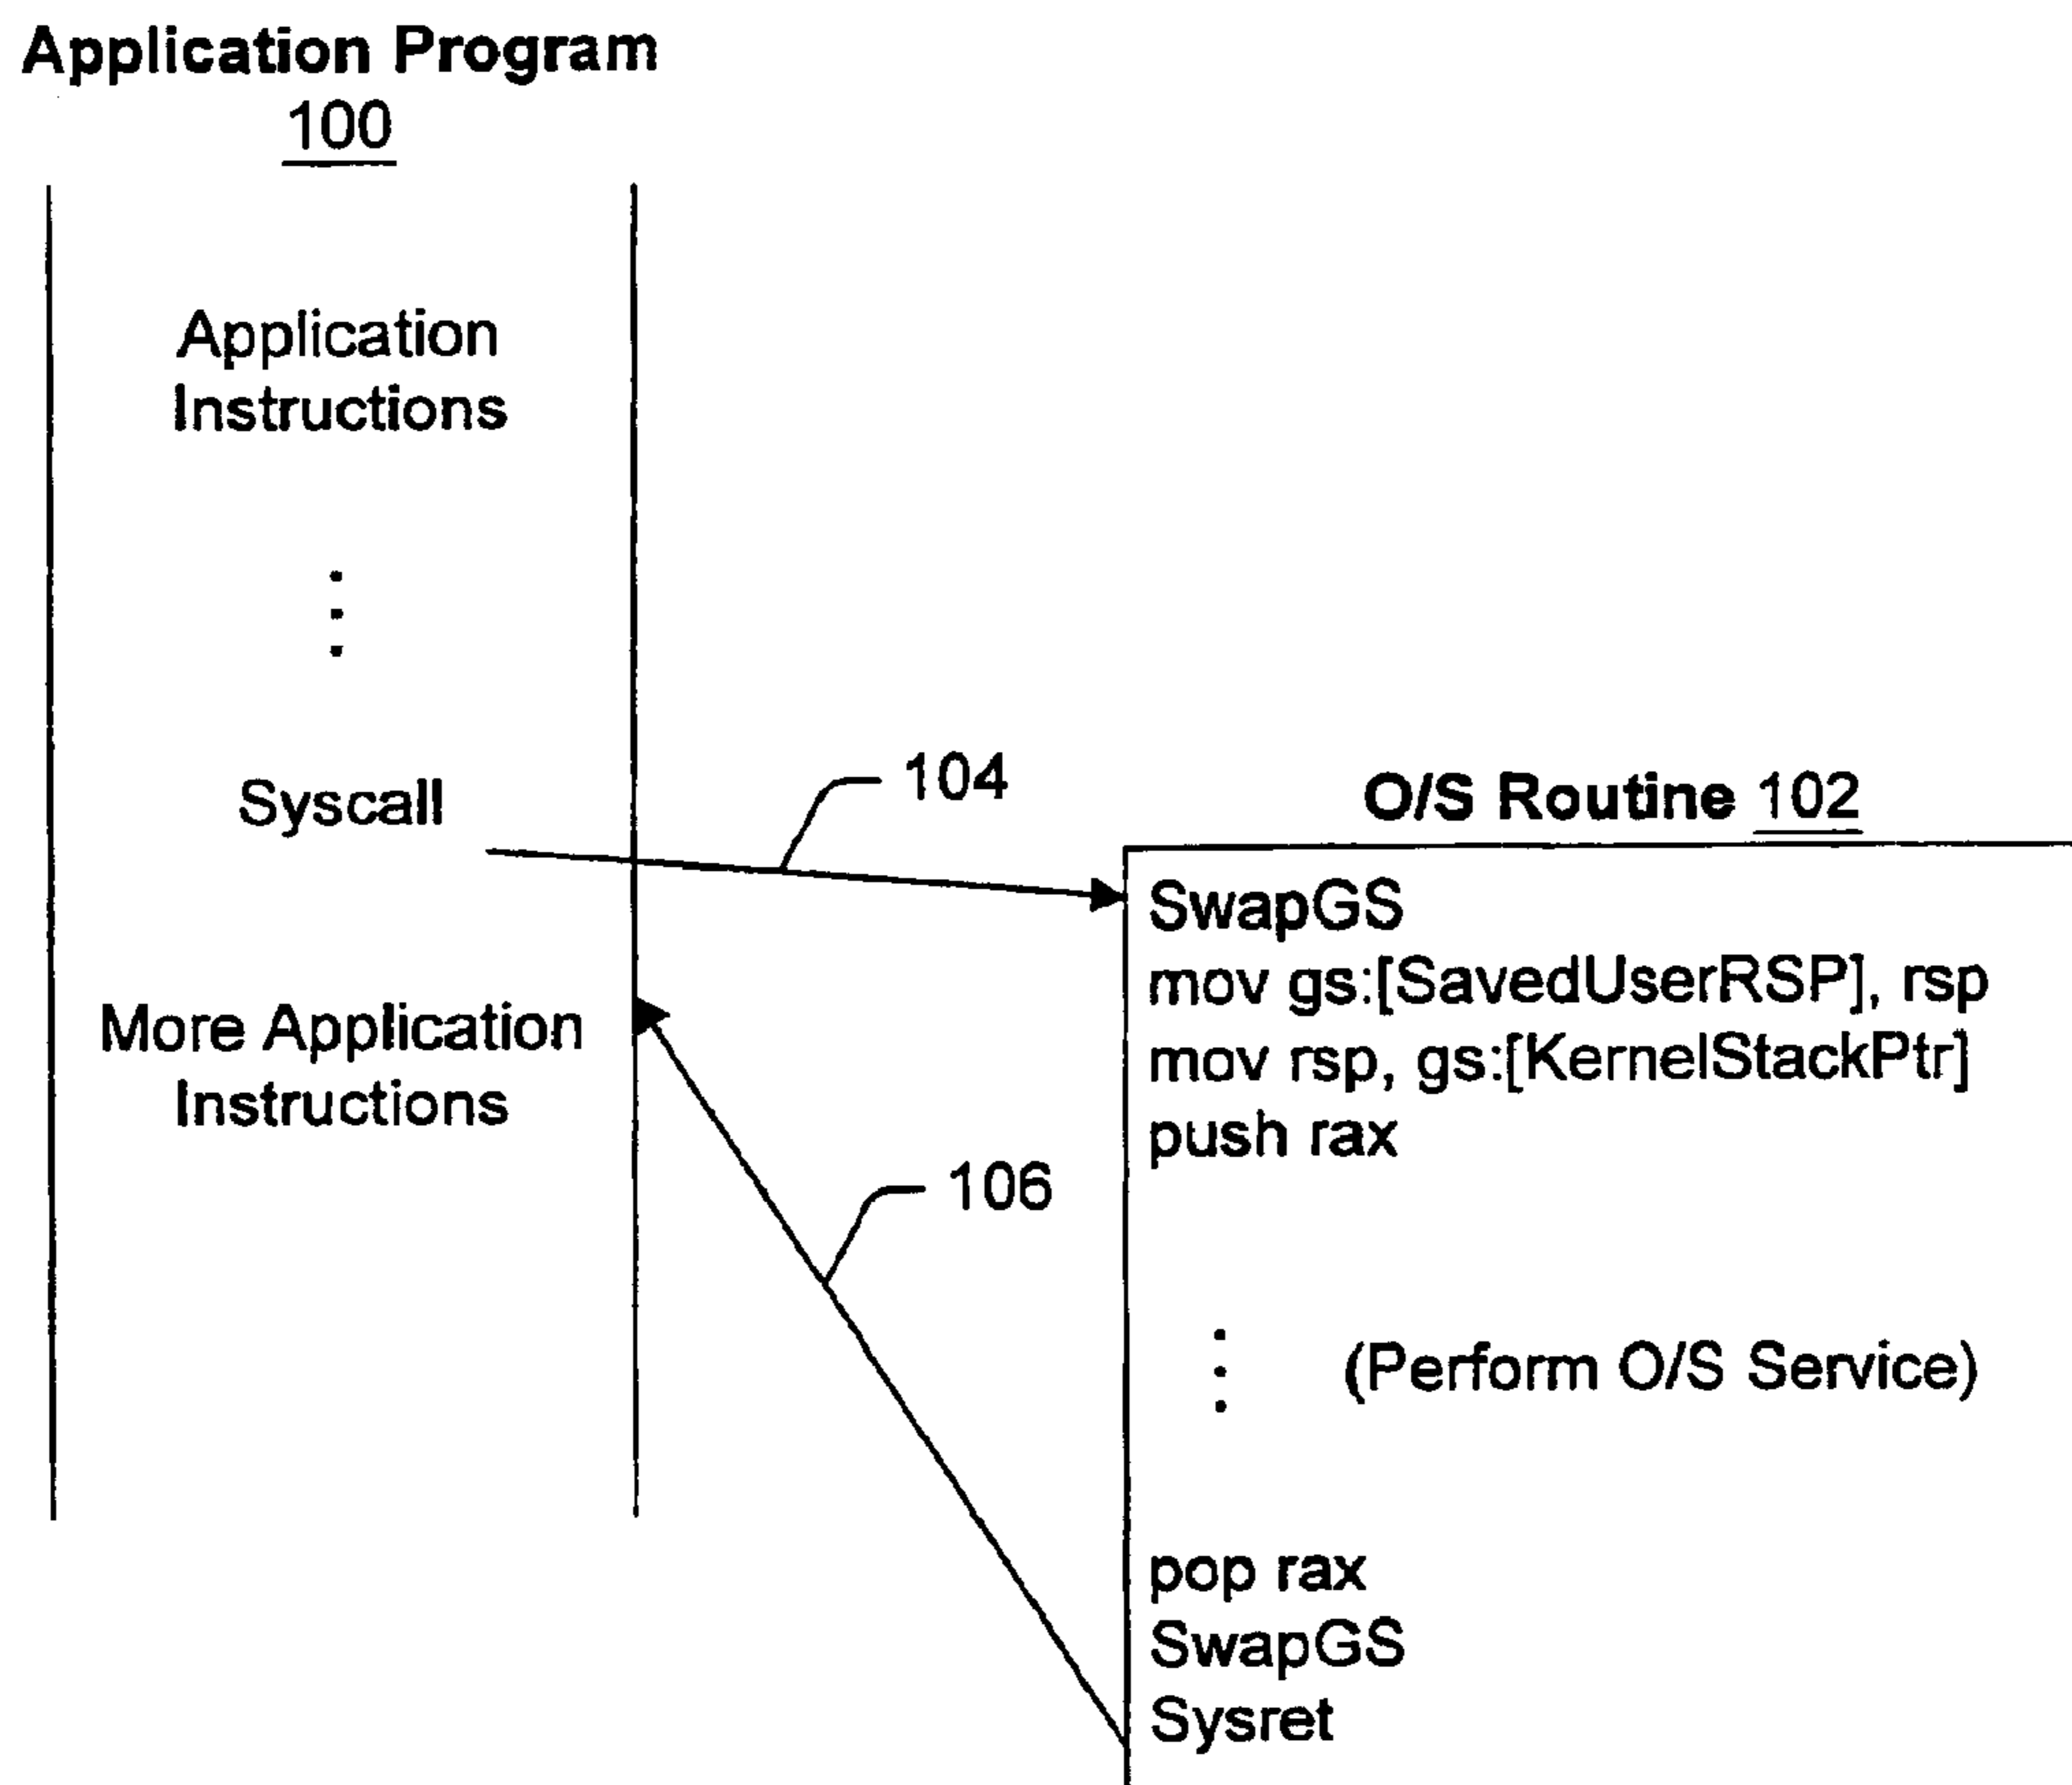 Application Program
100
Application
Instructions
Syscall
More Application
Instructions
104
106
O/S Routine 102
SwapGS
mov gs:[SavedUserRSP], rsp
mov rsp, gs:[KernelStackPtr]
push rax
(Perform O/S Service)
pop rax
SwapGS
Sysret